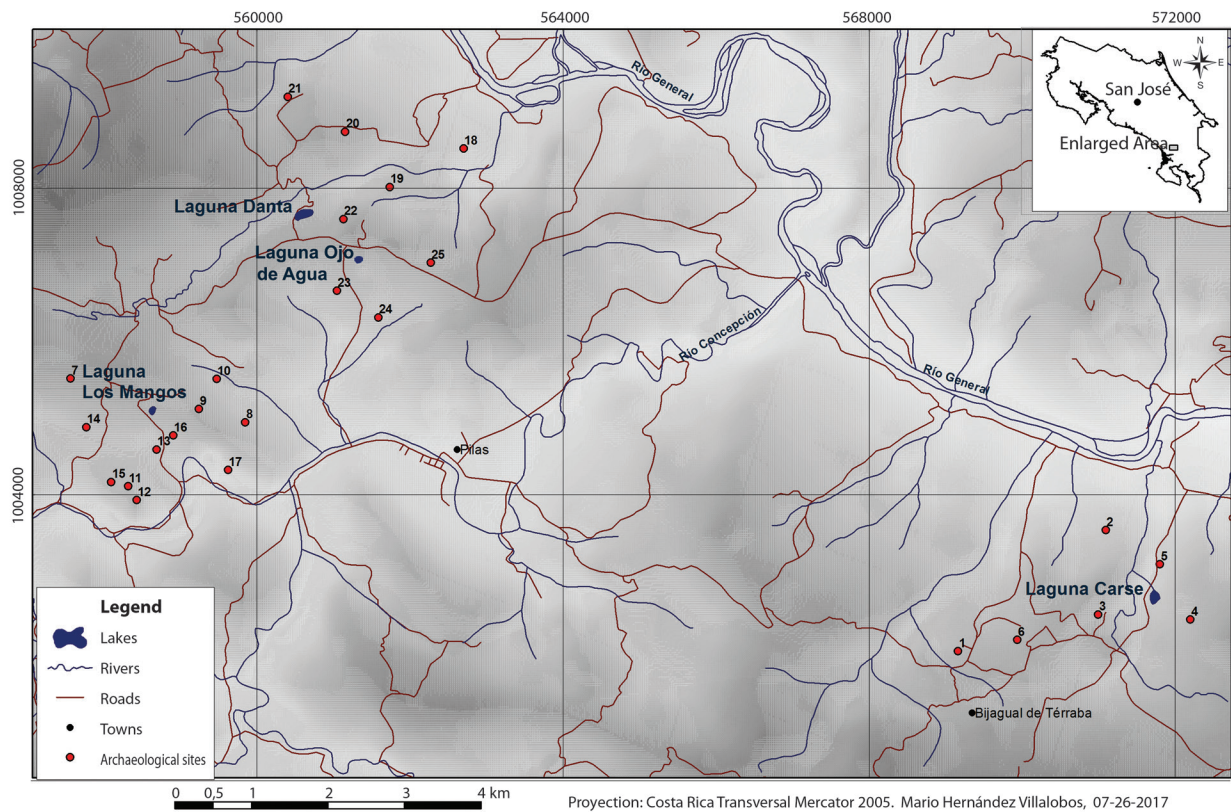 560000
564000
568000
572000
N
W
E
S
San José
Enlarged Area
Río General
21
20
18
19
1008000
Laguna Danta
22
Laguna Ojo
de Agua
25
23
24
Río Concepción
Río General
7
Laguna
Los Mangos
10
9
8
14
16
13
17
Pilas
15
11
12
1004000
2
5
Laguna Carse
3
4
6
1
Bijagual de Térraba
Legend
Lakes
Rivers
Roads
Towns
Archaeological sites
0
0,5
1
2
3
4 km
Proyection: Costa Rica Transversal Mercator 2005. Mario Hernández Villalobos, 07-26-2017